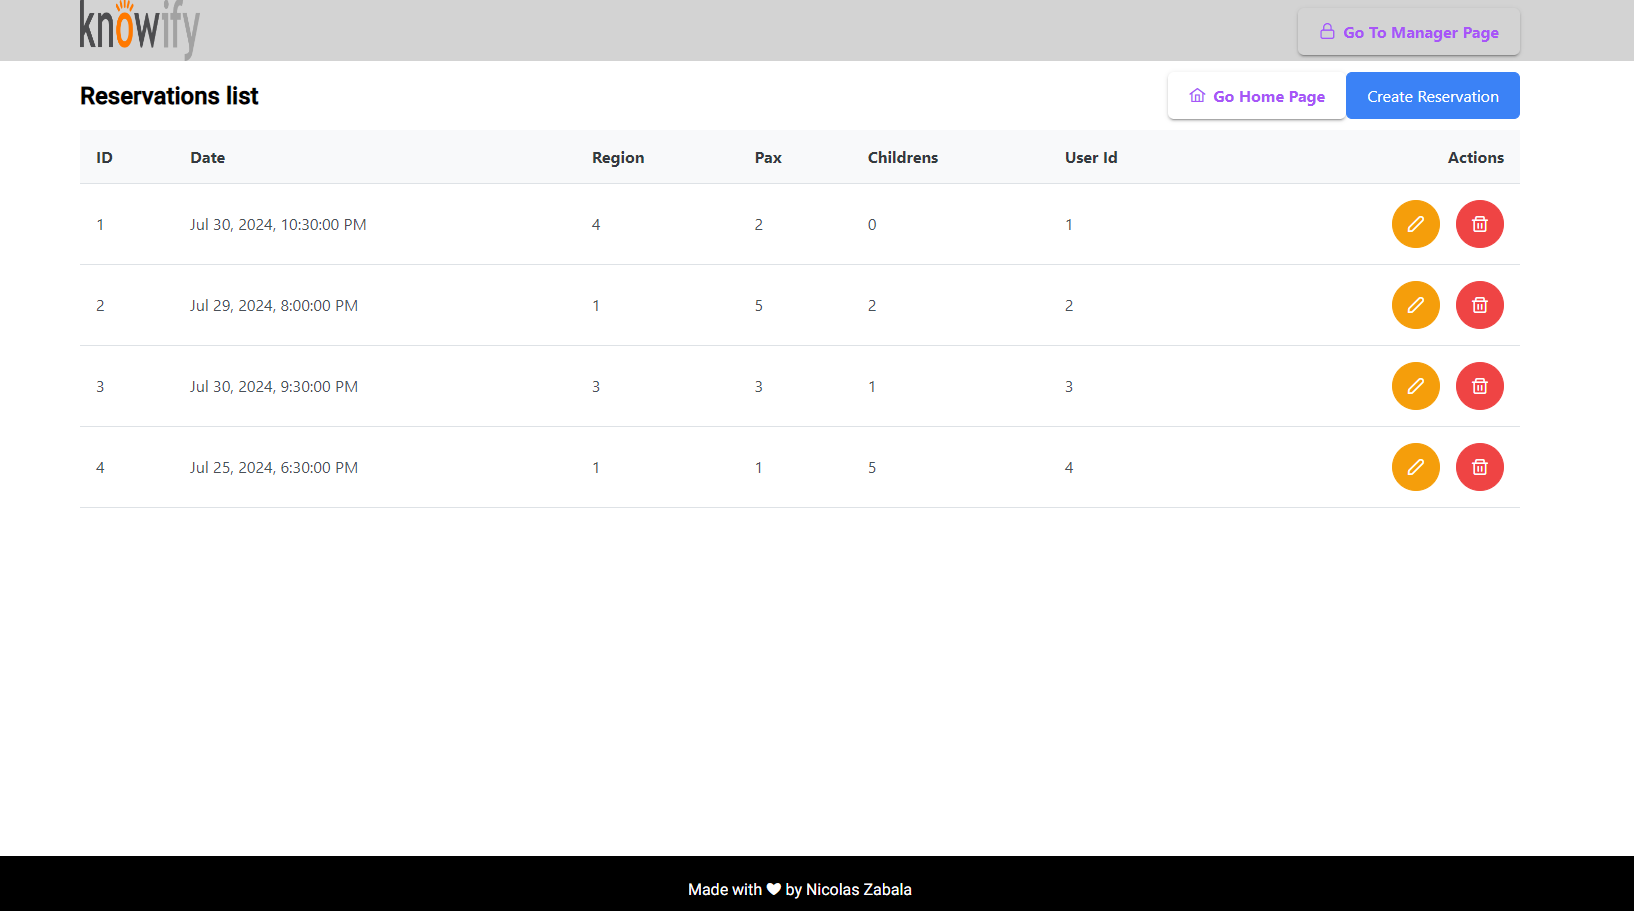 knowify
Go To Manager Page
Reservations list
Go Home Page
Create Reservation
ID Date Region Pax Childrens User Id Actions
1 Jul 30, 2024, 10:30:00 PM 4 2 0 1
2 Jul 29, 2024, 8:00:00 PM 1 5 2 2
3 Jul 30, 2024, 9:30:00 PM 3 3 1 3
4 Jul 25, 2024, 6:30:00 PM 1 1 5 4
Made with ♥ by Nicolas Zabala